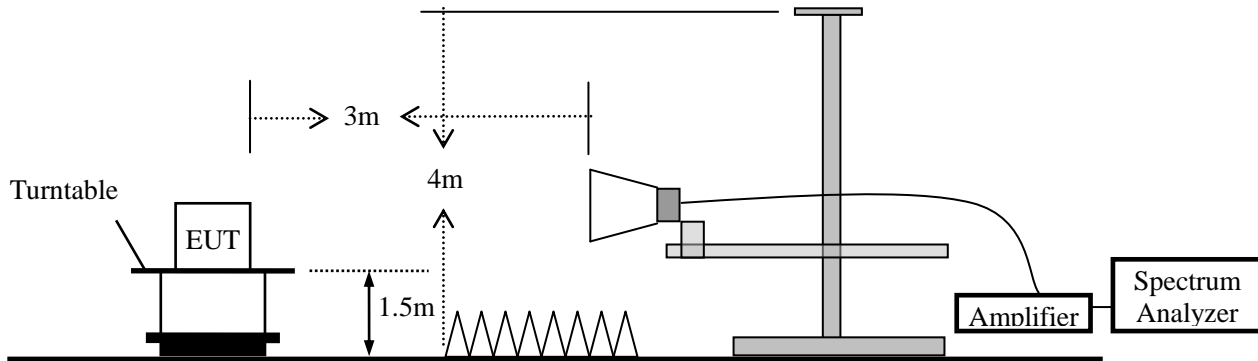 3m
4m
Turntable
EUT
1.5m
Amplifier
Spectrum
Analyzer